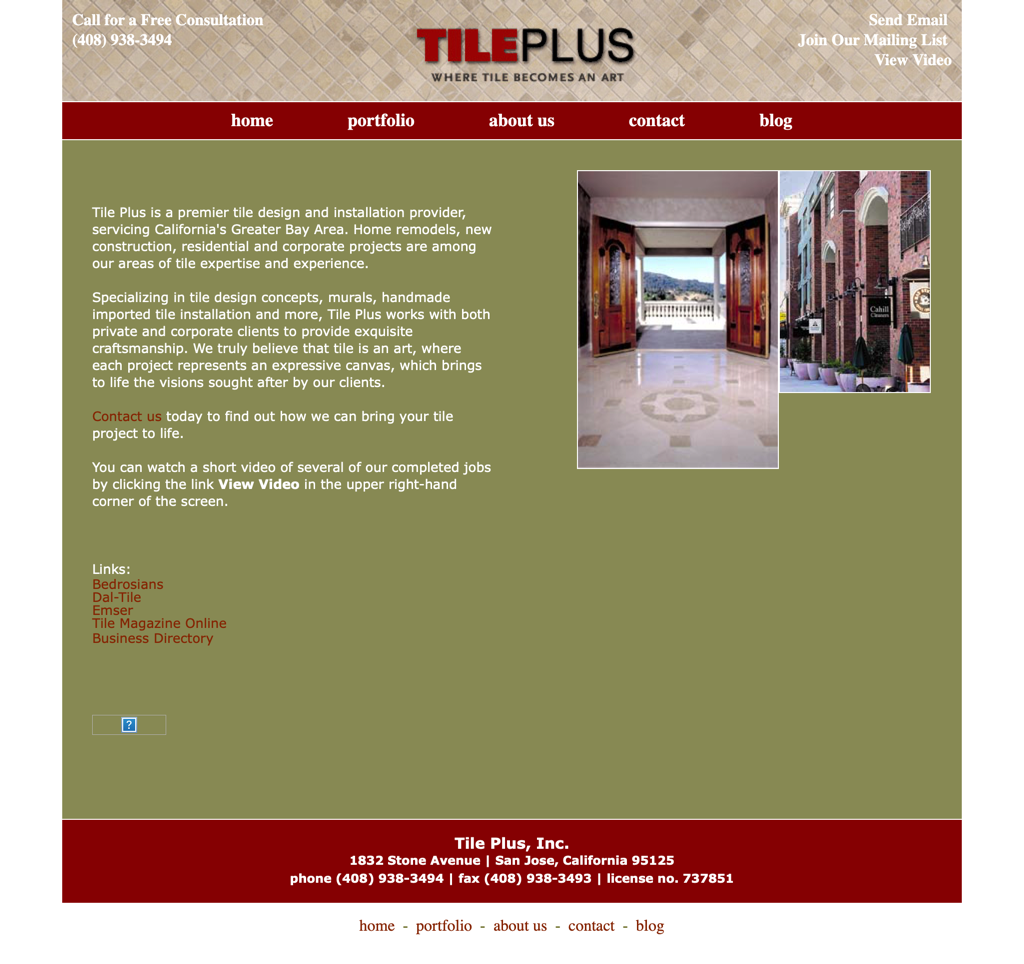 Call for a Free Consultation
(408) 938-3494
TILEPLUS
WHERE TILE BECOMES AN ART
Send Email
Join Our Mailing List
View Video
home portfolio about us contact blog
Tile Plus is a premier tile design and installation provider,
servicing California's Greater Bay Area. Home remodels, new
construction, residential and corporate projects are among
our areas of tile expertise and experience.
Specializing in tile design concepts, murals, handmade
imported tile installation and more, Tile Plus works with both
private and corporate clients to provide exquisite
craftsmanship. We truly believe that tile is an art, where
each project represents an expressive canvas, which brings
to life the visions sought after by our clients.
Contact us today to find out how we can bring your tile
project to life.
You can watch a short video of several of our completed jobs
by clicking the link View Video in the upper right-hand
corner of the screen.
Cahill
Cleaners
Links:
Bedrosians
Dal-Tile
Emser
Tile Magazine Online
Business Directory
?
Tile Plus, Inc.
1832 Stone Avenue | San Jose, California 95125
phone (408) 938-3494 | fax (408) 938-3493 | license no. 737851
home - portfolio - about us - contact - blog